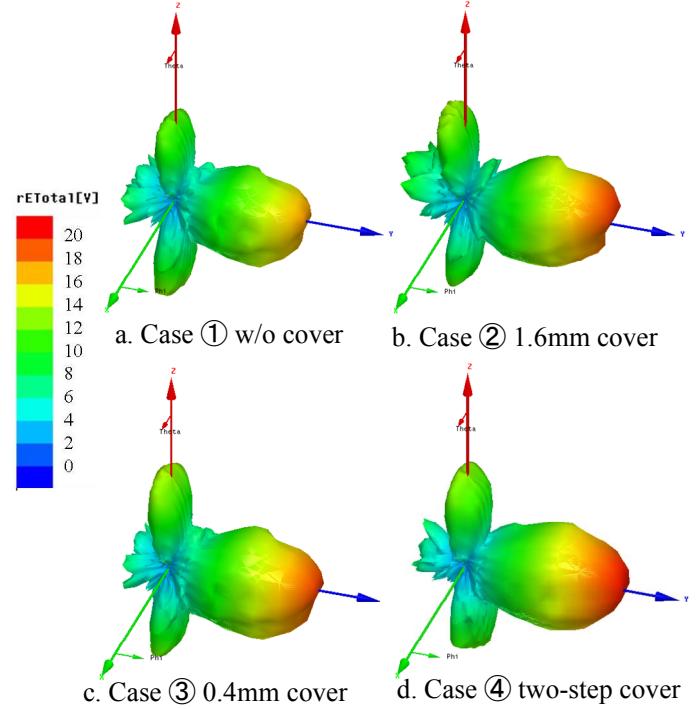 Z
Theta
Y
X
Phi
a. Case ① w/o cover
Z
Theta
Y
X
Phi
b. Case ② 1.6mm cover
rETotal[V]
20
18
16
14
12
10
8
6
4
2
0
Z
Theta
X
Phi
c. Case ③ 0.4mm cover
Z
Theta
Y
X
Phi
d. Case ④ two-step cover